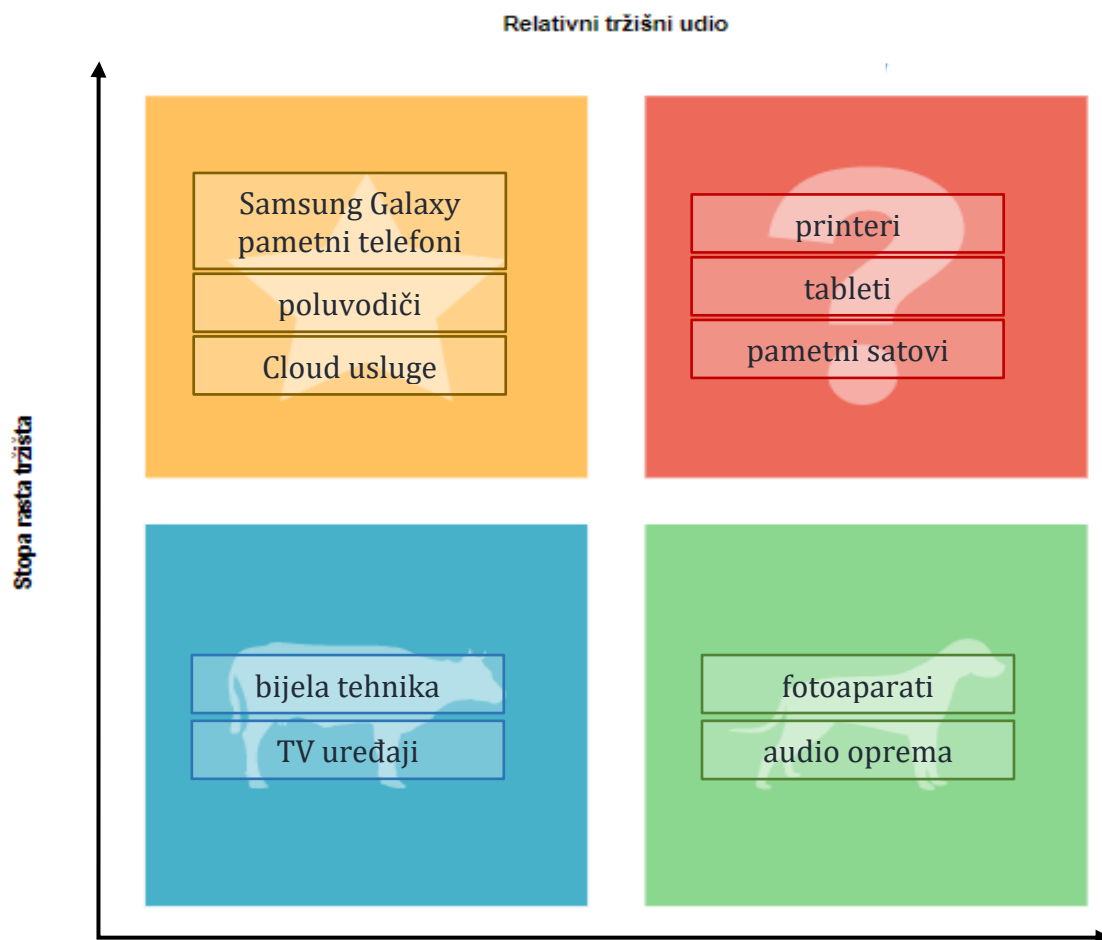 Relativni tržišni udio
Stopa rasta tržišta
Samsung Galaxy
pametni telefoni
poluvodiči
Cloud usluge
printeri
tableti
pametni satovi
bijela tehnika
TV uređaji
fotoaparati
audio oprema